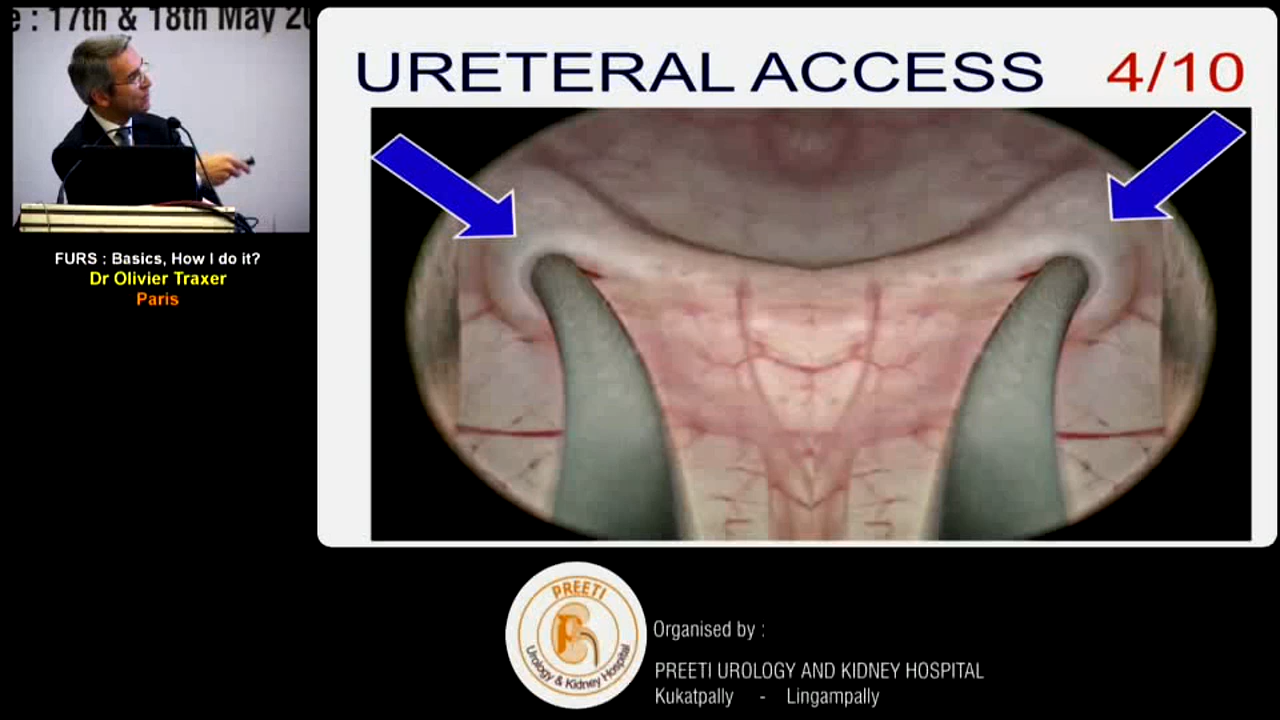 e : 17th & 18th May 20
URETERAL ACCESS 4/10
FURS : Basics, How I do it?
Dr Olivier Traxer
Paris
PREETI
Urology & Kidney Hospital
Organised by :
PREETI UROLOGY AND KIDNEY HOSPITAL
Kukatpally - Lingampally